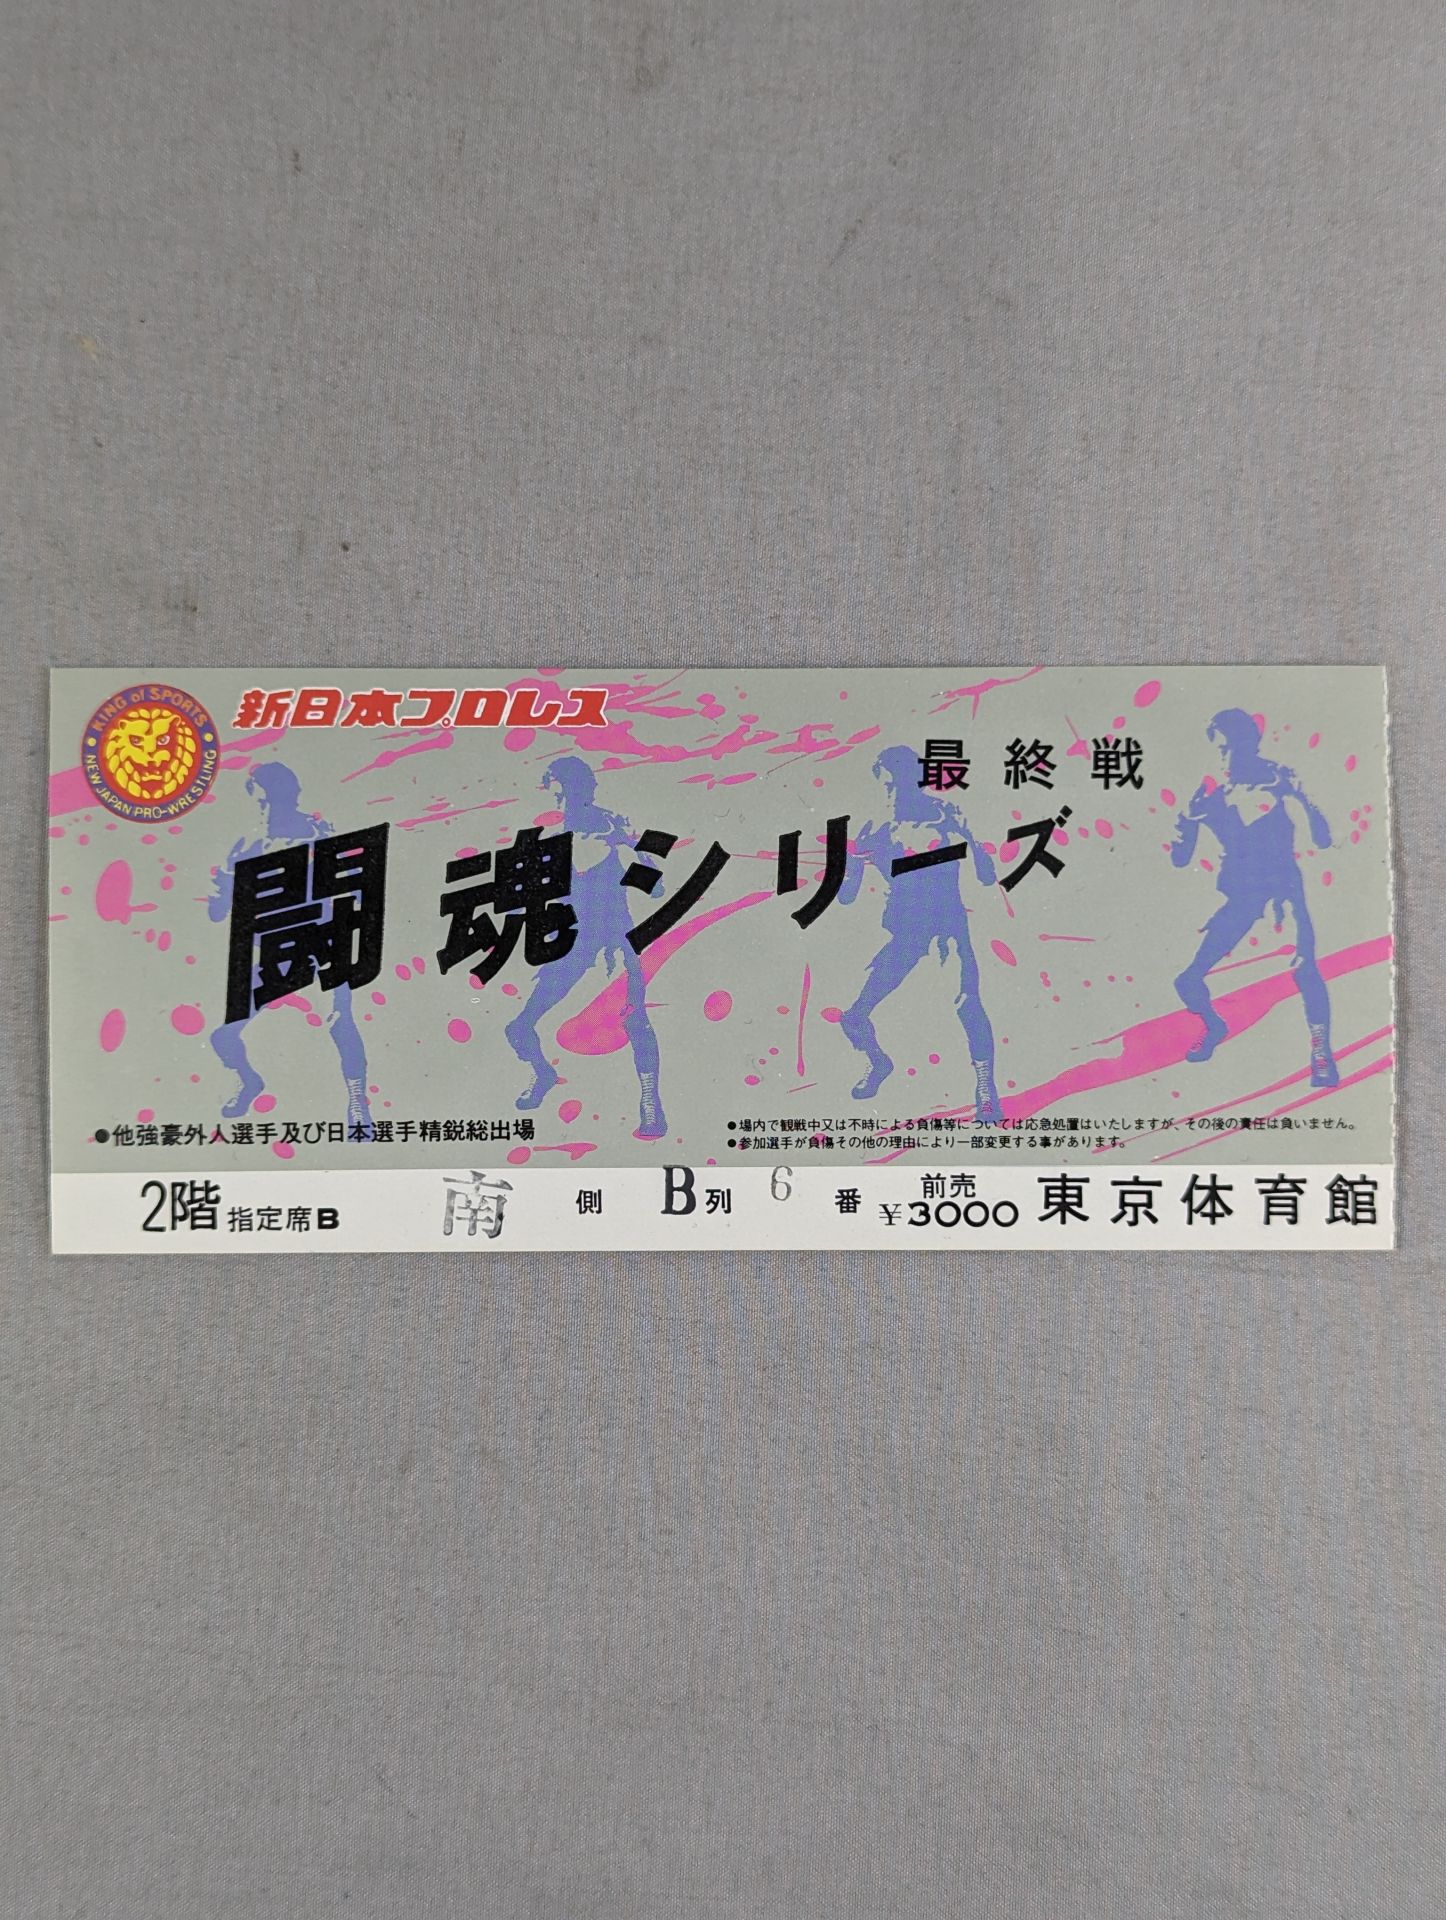 KING of SPORTS
NEW JAPAN PRO-WRESTLING
新日本プロレス
最終戦
闘魂シリーズ
●他強豪外人選手及び日本選手精鋭総出場
●場内で観戦中又は不時による負傷等については応急処置はいたしますが、その後の責任は負いません。
●参加選手が負傷その他の理由により一部変更する事があります。
2階 指定席B 南 側 B 列 6 番 前売 ¥3000 東京体育館